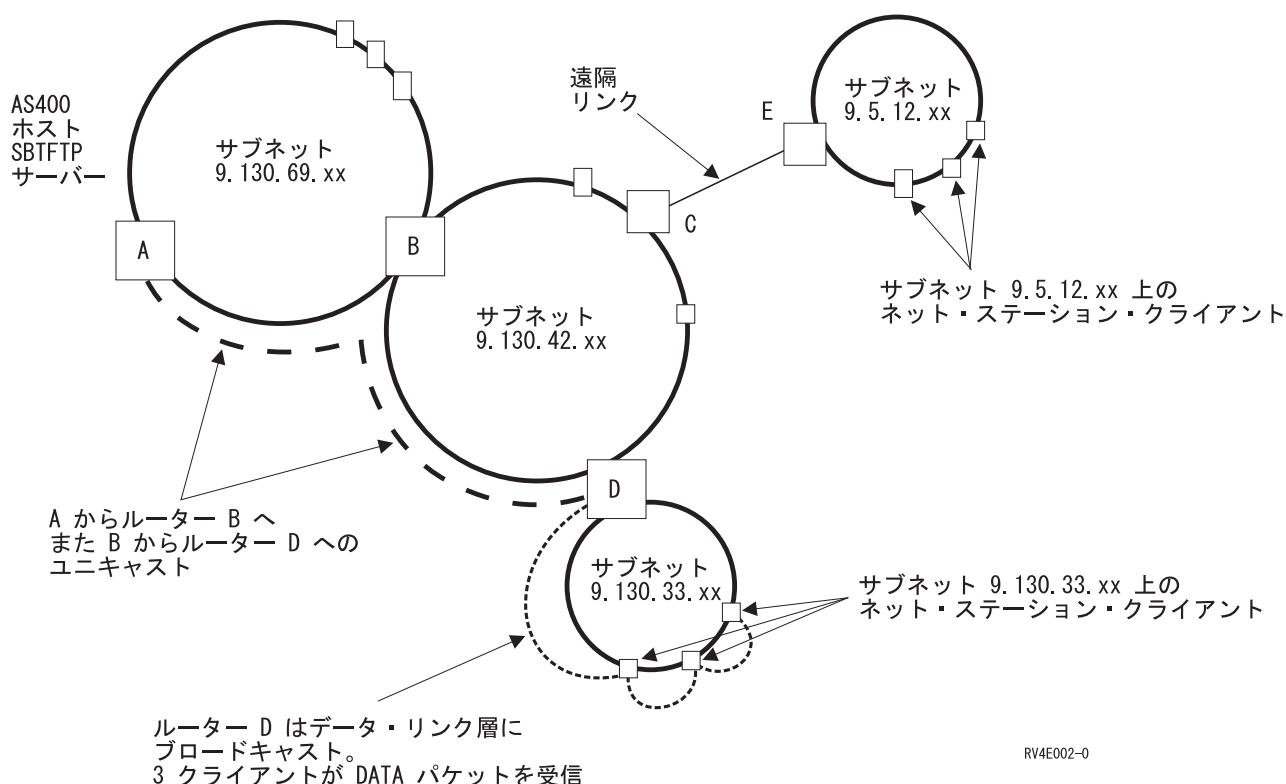 AS400
ホスト
SBTFTP
サーバー
サブネット
9.130.69.xx
A
B
遠隔
リンク
E
サブネット
9.5.12.xx
C
サブネット 9.5.12.xx 上の
ネット・ステーション・クライアント
サブネット
9.130.42.xx
D
A からルーター B へ
また B からルーター D への
ユニキャスト
サブネット
9.130.33.xx
サブネット 9.130.33.xx 上の
ネット・ステーション・クライアント
ルーター D はデータ・リンク層に
ブロードキャスト。
3 クライアントが DATA パケットを受信
RV4E002-0